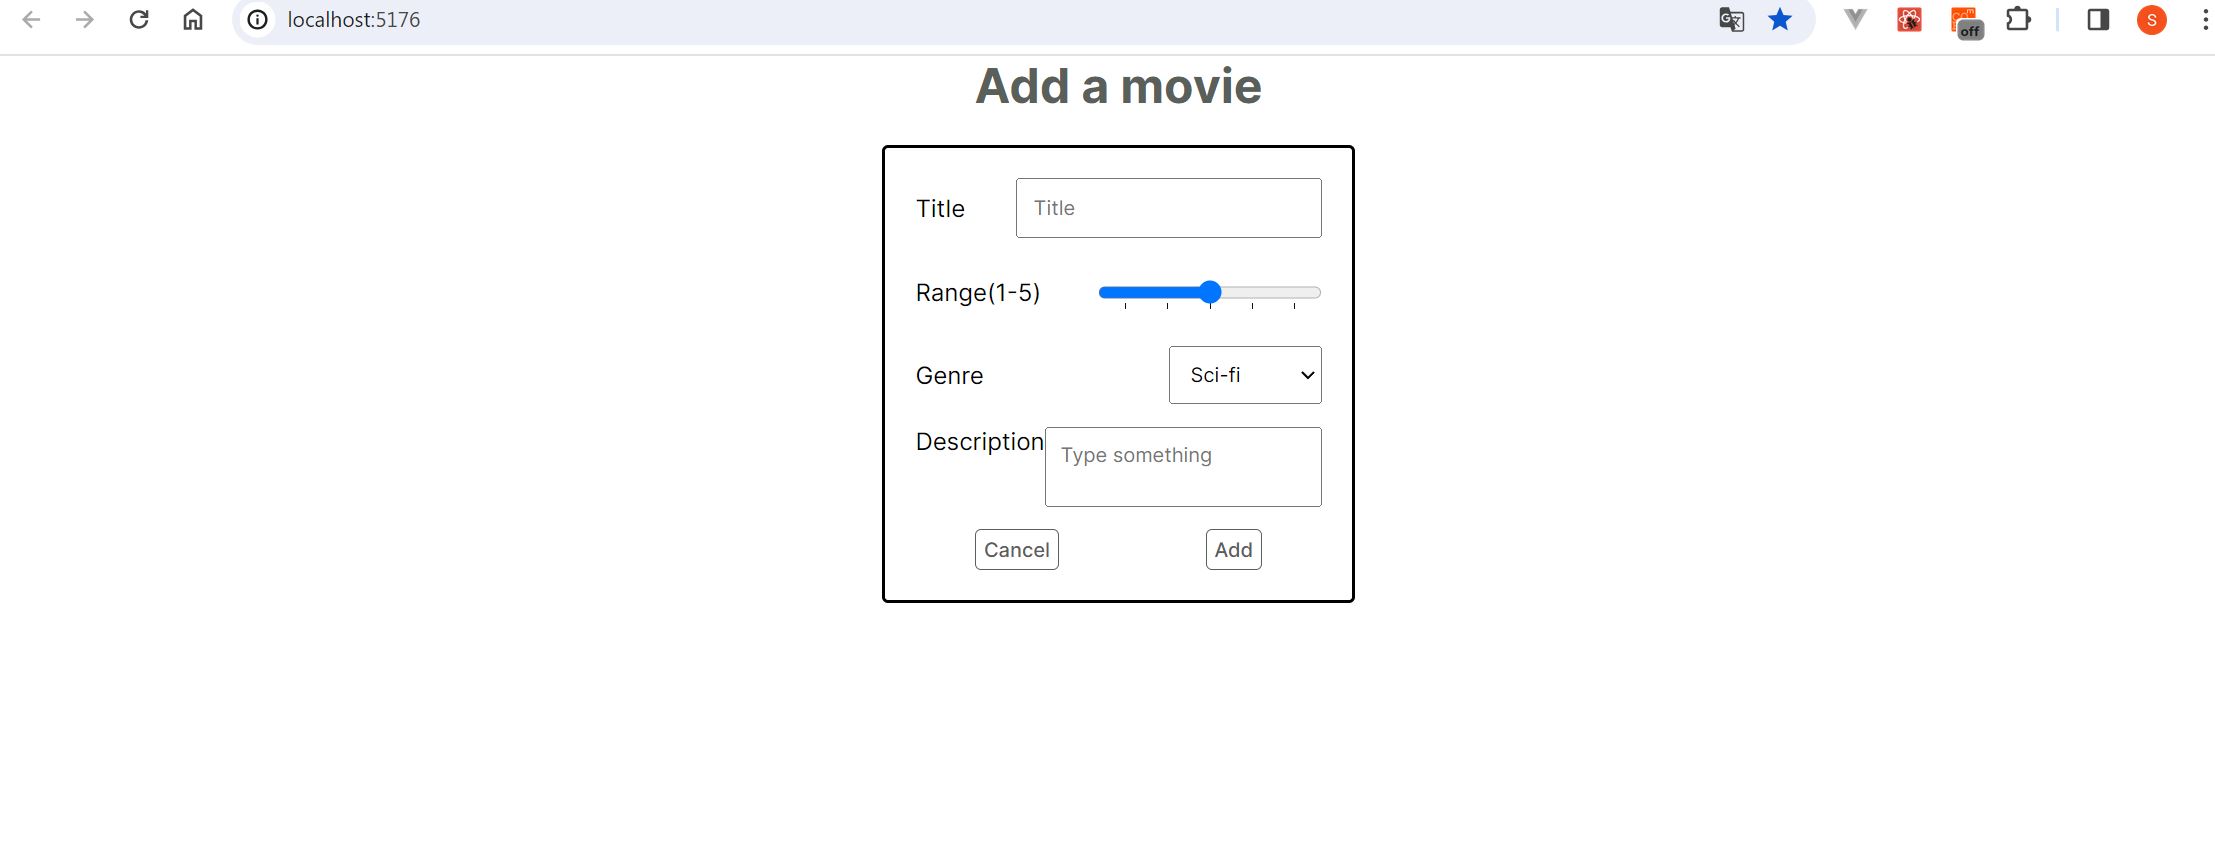 localhost:5176
off
S
Add a movie
Title
Title
Range(1-5)
Genre
Sci-fi
Description
Type something
Cancel
Add